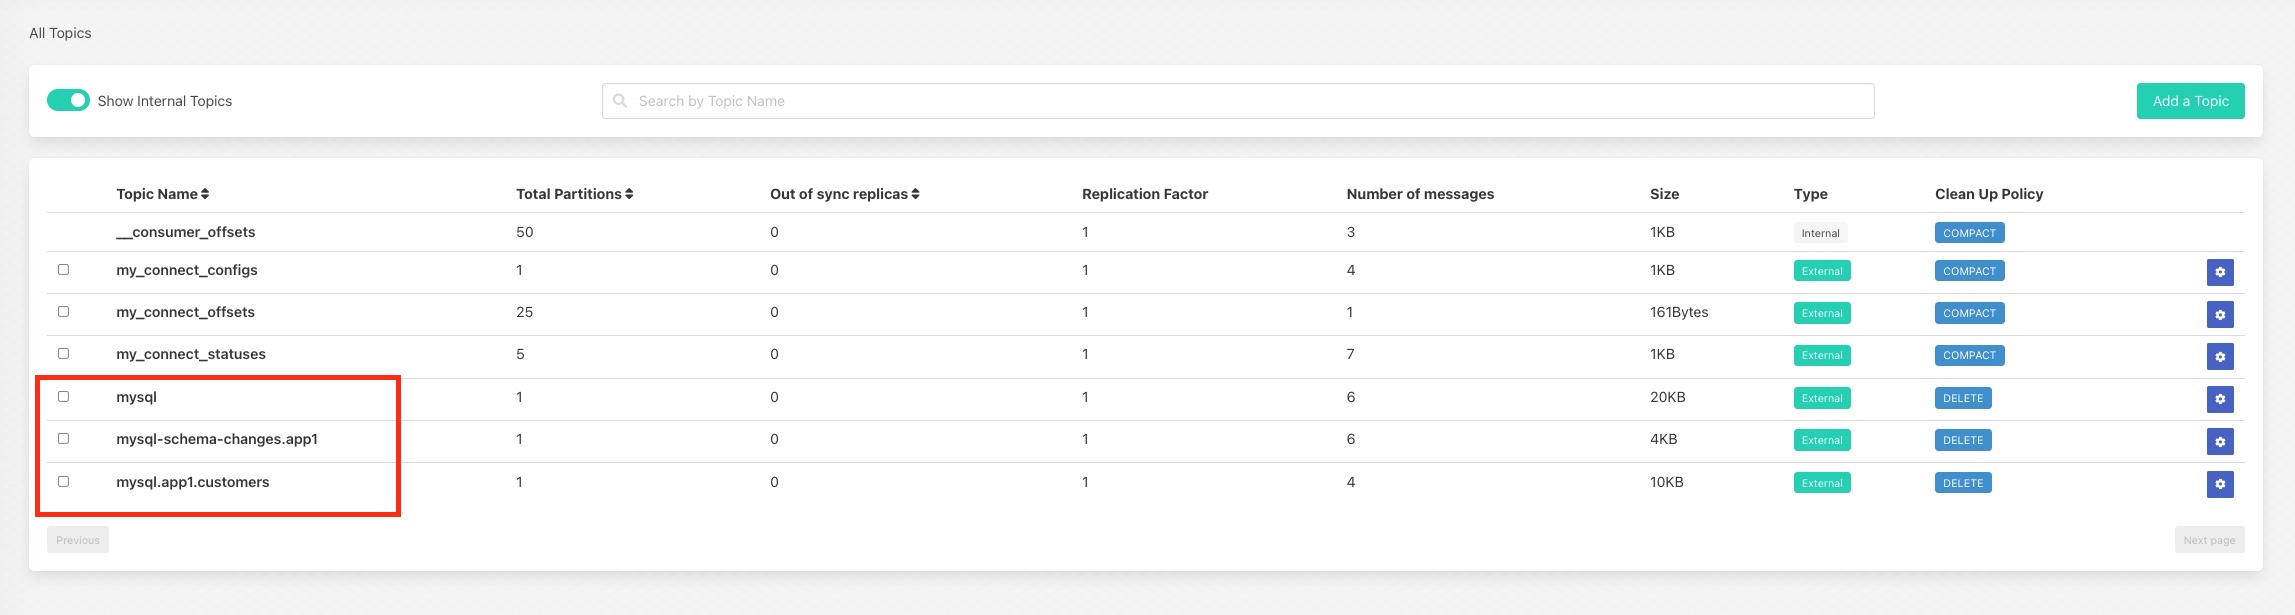 All Topics
Show Internal Topics
Search by Topic Name
Add a Topic
Topic Name Total Partitions Out of sync replicas Replication Factor Number of messages Size Type Clean Up Policy
__consumer_offsets 50 0 1 3 1KB Internal COMPACT
my_connect_configs 1 0 1 4 1KB External COMPACT
my_connect_offsets 25 0 1 1 161Bytes External COMPACT
my_connect_statuses 5 0 1 7 1KB External COMPACT
mysql 1 0 1 6 20KB External DELETE
mysql-schema-changes.app1 1 0 1 6 4KB External DELETE
mysql.app1.customers 1 0 1 4 10KB External DELETE
Previous
Next page